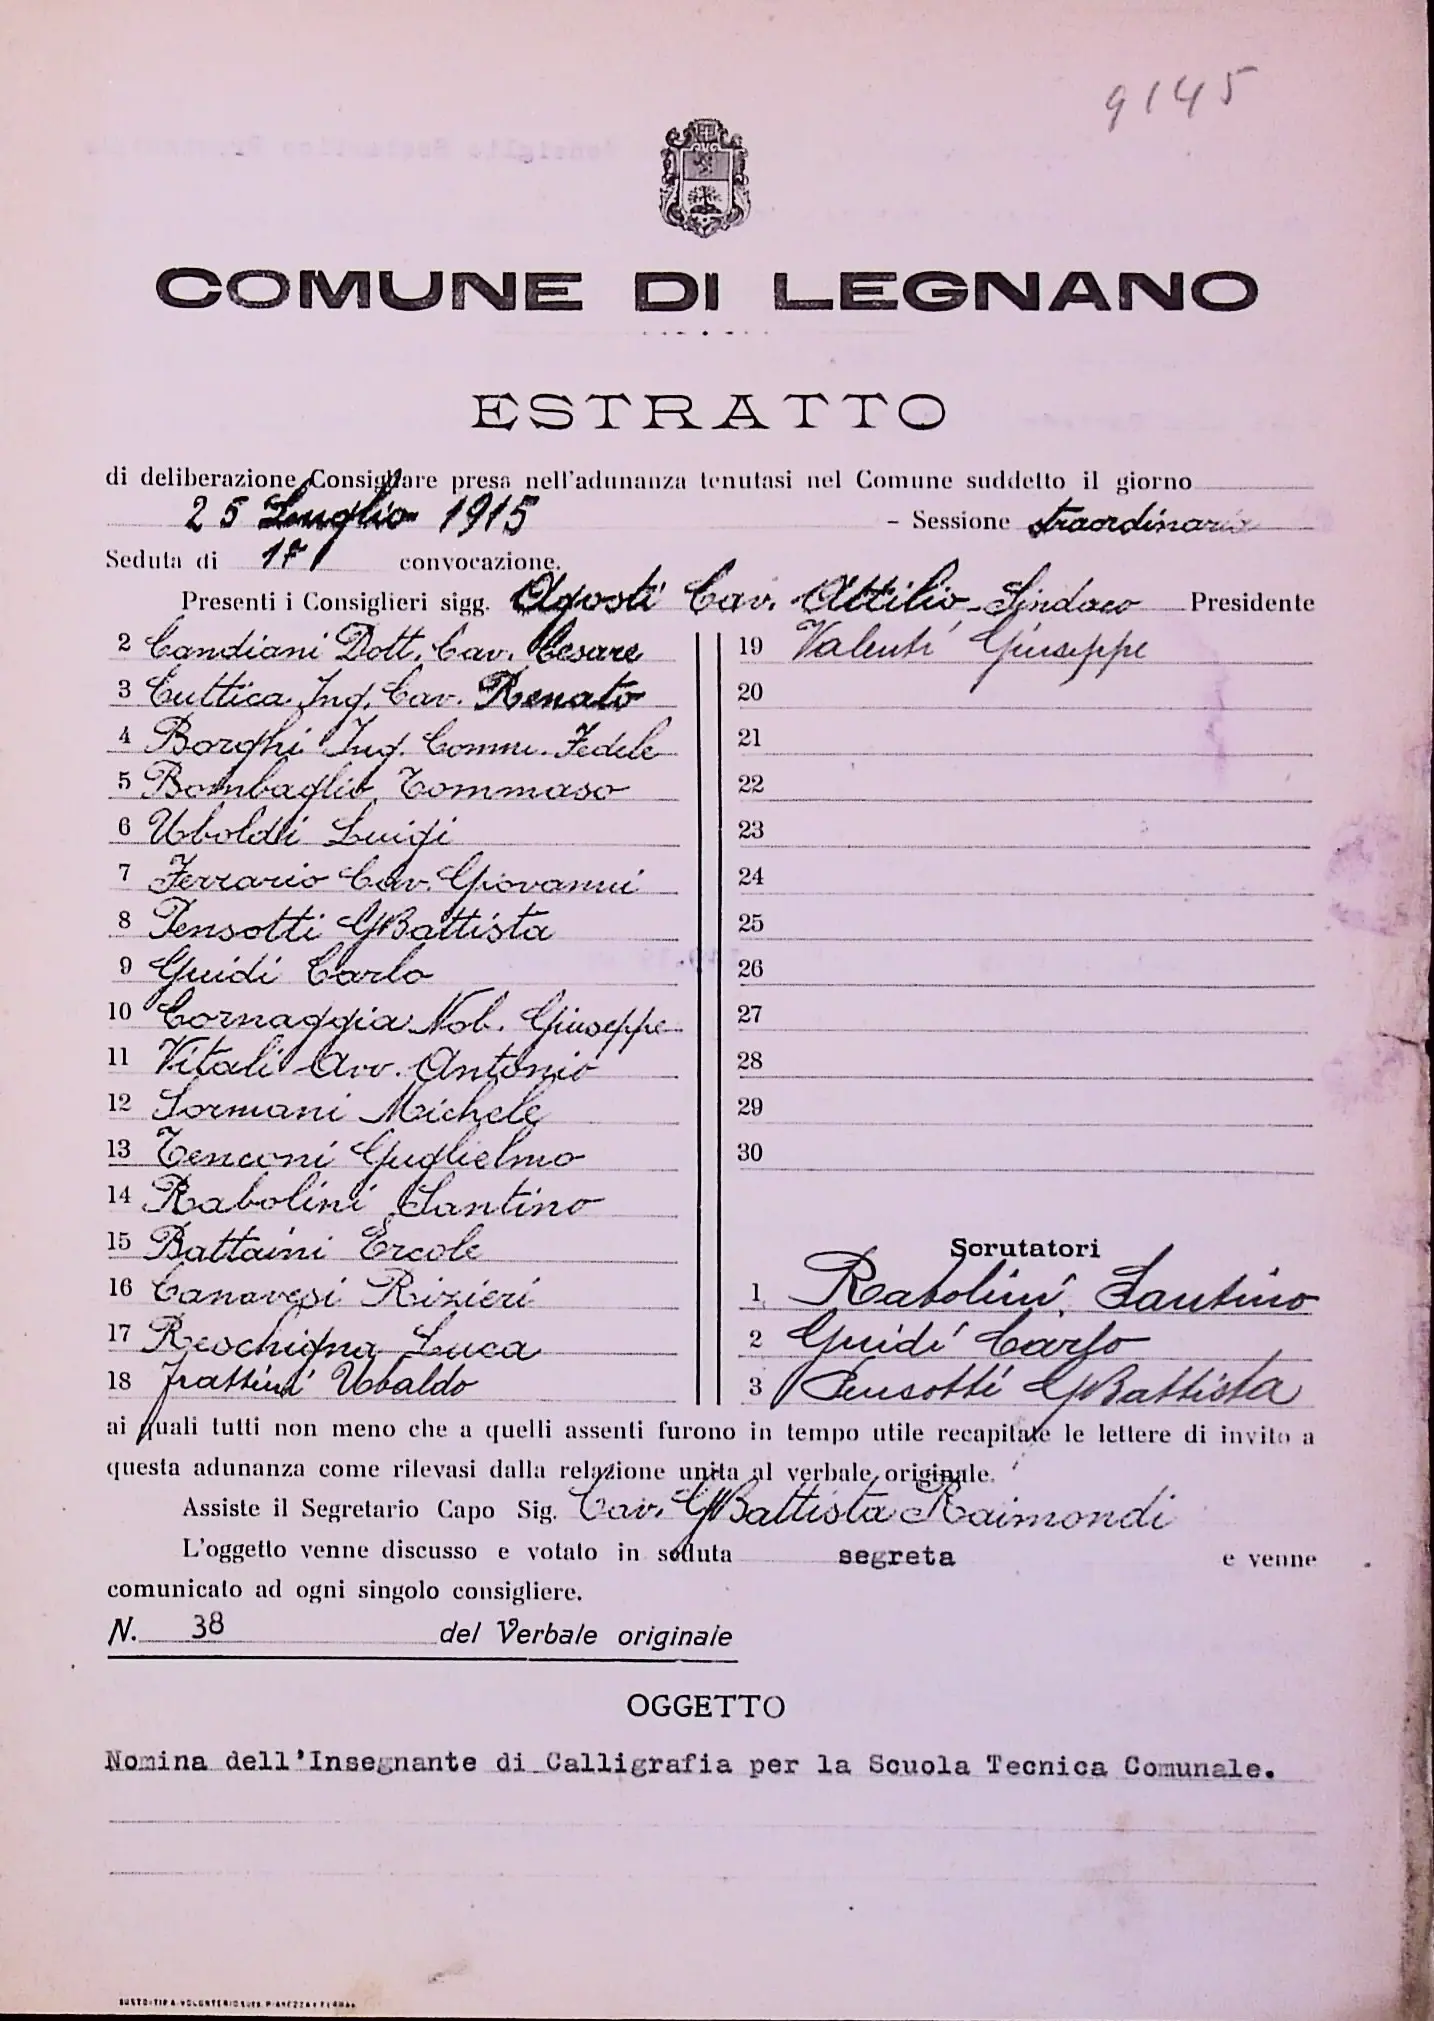 9145
COMUNE DI LEGNANO
ESTRATTO
di deliberazione Consigliare presa nell'adunanza tenutasi nel Comune suddetto il giorno
25 Luglio 1915 - Sessione straordinaria
Seduta di 1ª convocazione.
Presenti i Consiglieri sigg. Agosti Cav. Attilio - Sindaco Presidente
2 Candiani Dott. Cav. Cesare
3 Cuttica Ing. Cav. Renato
4 Borghi Ing. Comm. Fedele
5 Bombaglio Tommaso
6 Uboldi Luigi
7 Ferrario Cav. Giovanni
8 Pensotti GBattista
9 Guidi Carlo
10 Cornaggia Nob. Giuseppe
11 Vitali Avv. Antonio
12 Sormani Michele
13 Tenconi Guglielmo
14 Rabolini Santino
15 Battaini Ercole
16 Canavesi Rizieri
17 Reschigna Luca
18 Frattini Ubaldo
19 Valenti Giuseppe
20
21
22
23
24
25
26
27
28
29
30
Scrutatori
1 Rabolini Santino
2 Guidi Carlo
3 Pensotti GBattista
ai quali tutti non meno che a quelli assenti furono in tempo utile recapitate le lettere di invito a
questa adunanza come rilevasi dalla relazione unita al verbale originale.
Assiste il Segretario Capo Sig. Cav. GBattista Raimondi
L'oggetto venne discusso e votato in seduta segreta e venne
comunicato ad ogni singolo consigliere.
N. 38 del Verbale originale
OGGETTO
Nomina dell'Insegnante di Calligrafia per la Scuola Tecnica Comunale.